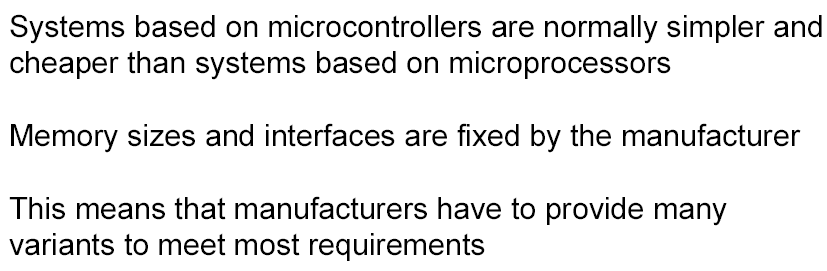 Systems based on microcontrollers are normally simpler and
cheaper than systems based on microprocessors
Memory sizes and interfaces are fixed by the manufacturer
This means that manufacturers have to provide many
variants to meet most requirements